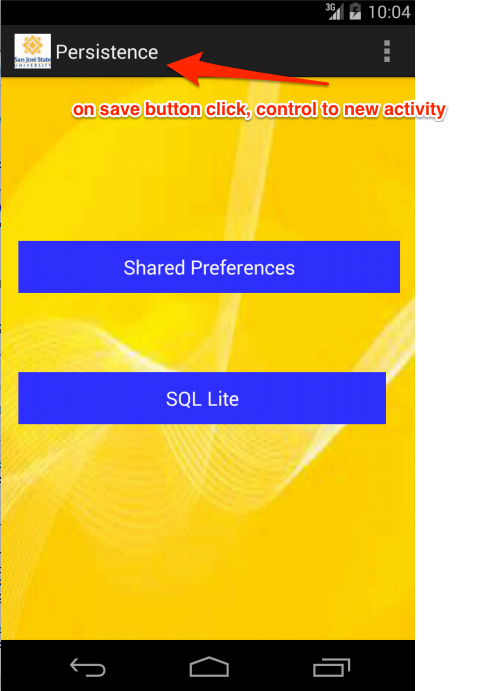 3G 10:04
San José State
UNIVERSITY
Persistence
on save button click, control to new activity
Shared Preferences
SQL Lite